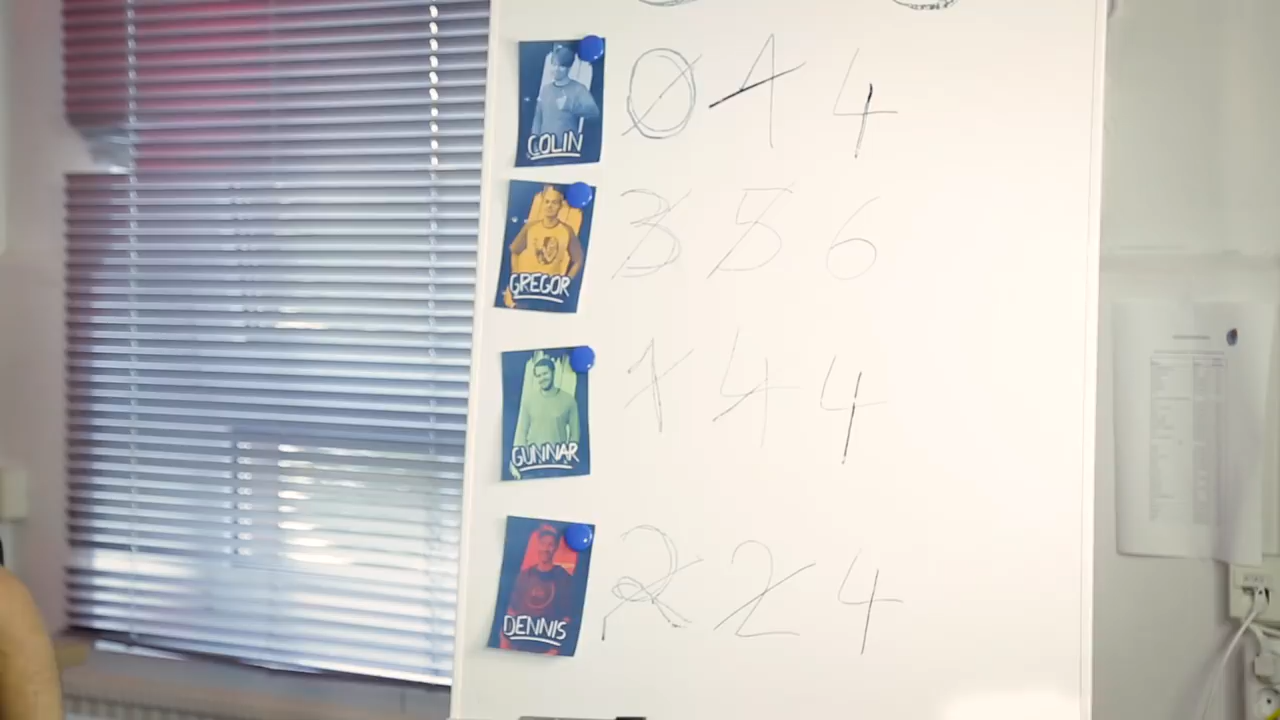 COLIN 0 1 4
GREGOR 3 5 6
GUNNAR 1 4 4
DENNIS 2 2 4